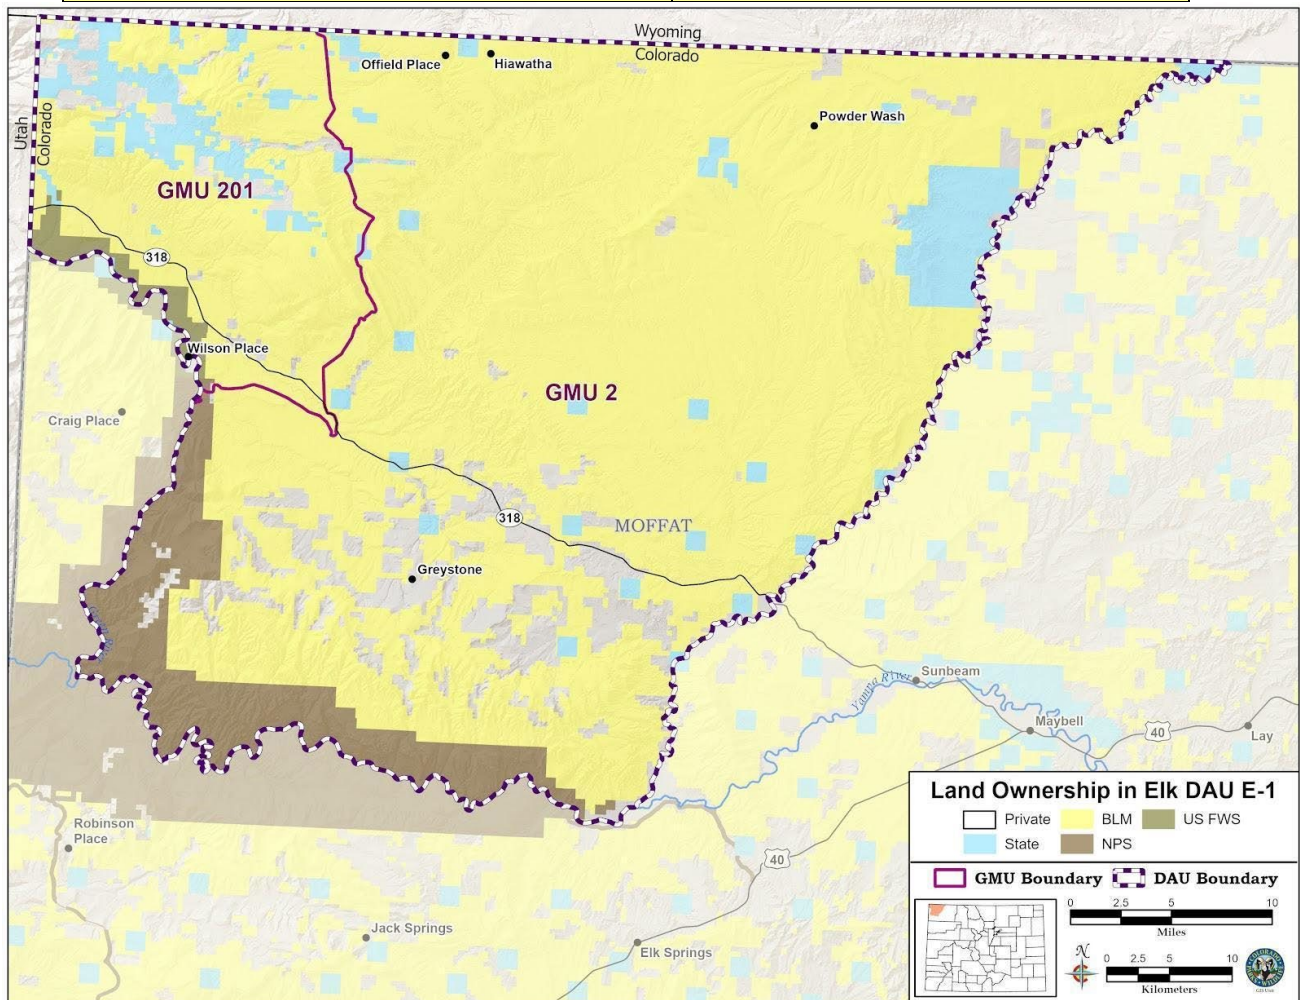 Wyoming
Colorado
Offield Place
Hiawatha
Powder Wash
Utah
Colorado
GMU 201
318
Wilson Place
Craig Place
GMU 2
318
MOFFAT
Greystone
Sunbeam
Yampa River
Maybell
40
Lay
Robinson
Place
40
Jack Springs
Elk Springs
Land Ownership in Elk DAU E-1
Private BLM US FWS
State NPS
GMU Boundary DAU Boundary
0 2.5 5 10
Miles
N
0 2.5 5 10
Kilometers